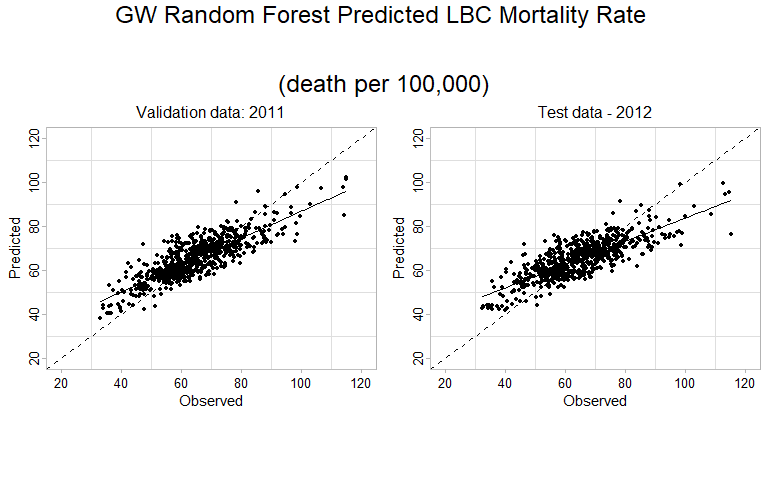 GW Random Forest Predicted LBC Mortality Rate
(death per 100,000)
Validation data: 2011
120
100
80
60
40
20
Predicted
20 40 60 80 100 120
Observed
Test data - 2012
120
100
80
60
40
20
Predicted
20 40 60 80 100 120
Observed